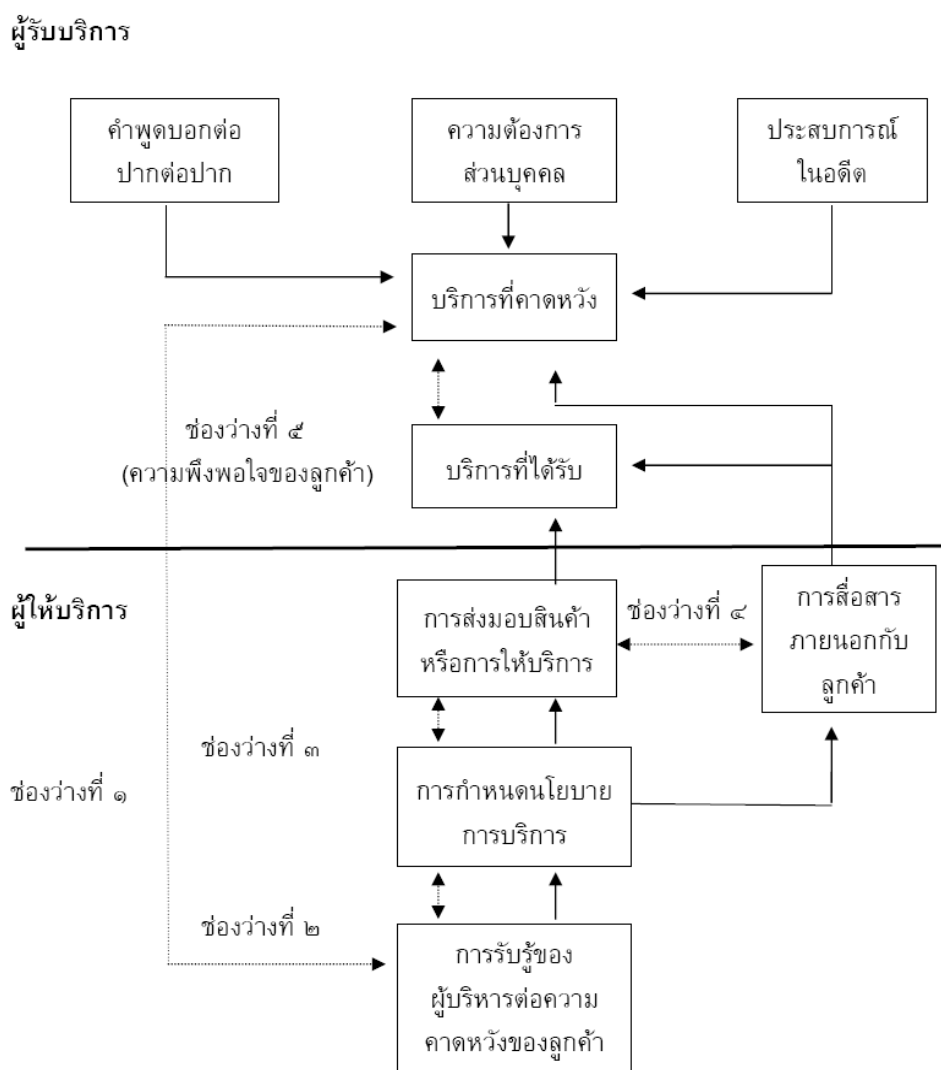 ผู้รับบริการ
คำพูดบอกต่อ
ปากต่อปาก
ความต้องการ
ส่วนบุคคล
ประสบการณ์
ในอดีต
บริการที่คาดหวัง
ช่องว่างที่ ๕
(ความพึงพอใจของลูกค้า)
บริการที่ได้รับ
ผู้ให้บริการ
การส่งมอบสินค้า
หรือการให้บริการ
ช่องว่างที่ ๔
การสื่อสาร
ภายนอกกับ
ลูกค้า
ช่องว่างที่ ๓
ช่องว่างที่ ๑
การกำหนดนโยบาย
การบริการ
ช่องว่างที่ ๒
การรับรู้ของ
ผู้บริหารต่อความ
คาดหวังของลูกค้า